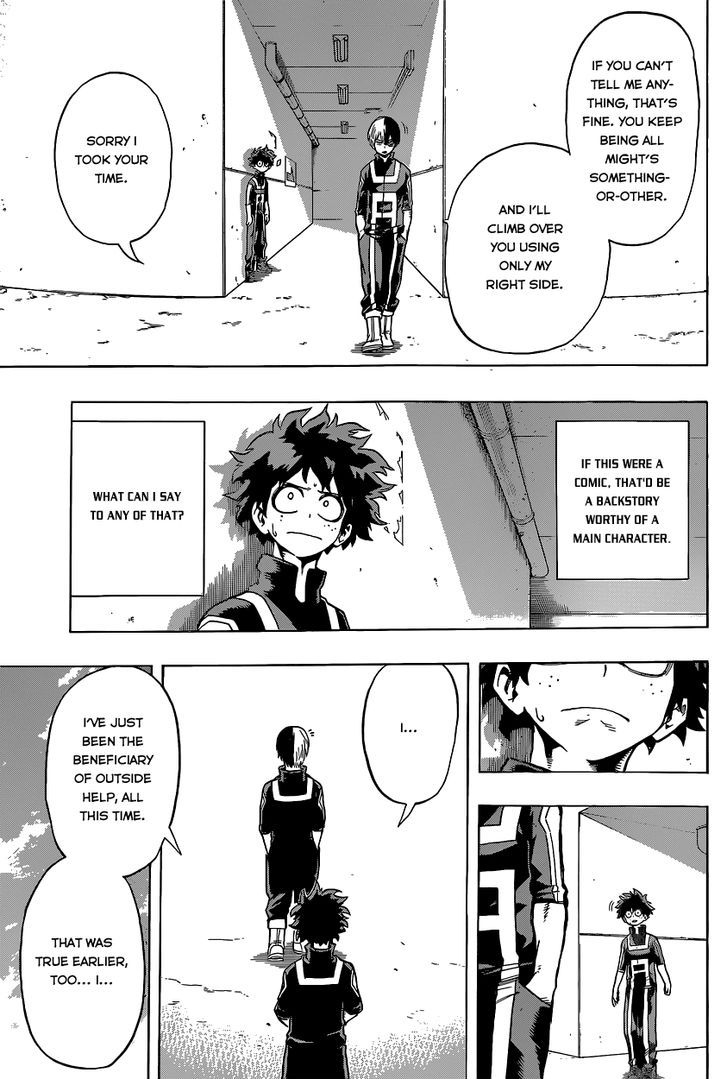 IF YOU CAN'T
TELL ME ANY-
THING, THAT'S
FINE. YOU KEEP
BEING ALL
MIGHT'S
SOMETHING-
OR-OTHER.
AND I'LL
CLIMB OVER
YOU USING
ONLY MY
RIGHT SIDE.
SORRY I
TOOK YOUR
TIME.
IF THIS WERE A
COMIC, THAT'D BE
A BACKSTORY
WORTHY OF A
MAIN CHARACTER.
WHAT CAN I SAY
TO ANY OF THAT?
I...
I'VE JUST
BEEN THE
BENEFICIARY
OF OUTSIDE
HELP, ALL
THIS TIME.
THAT WAS
TRUE EARLIER,
TOO... I...